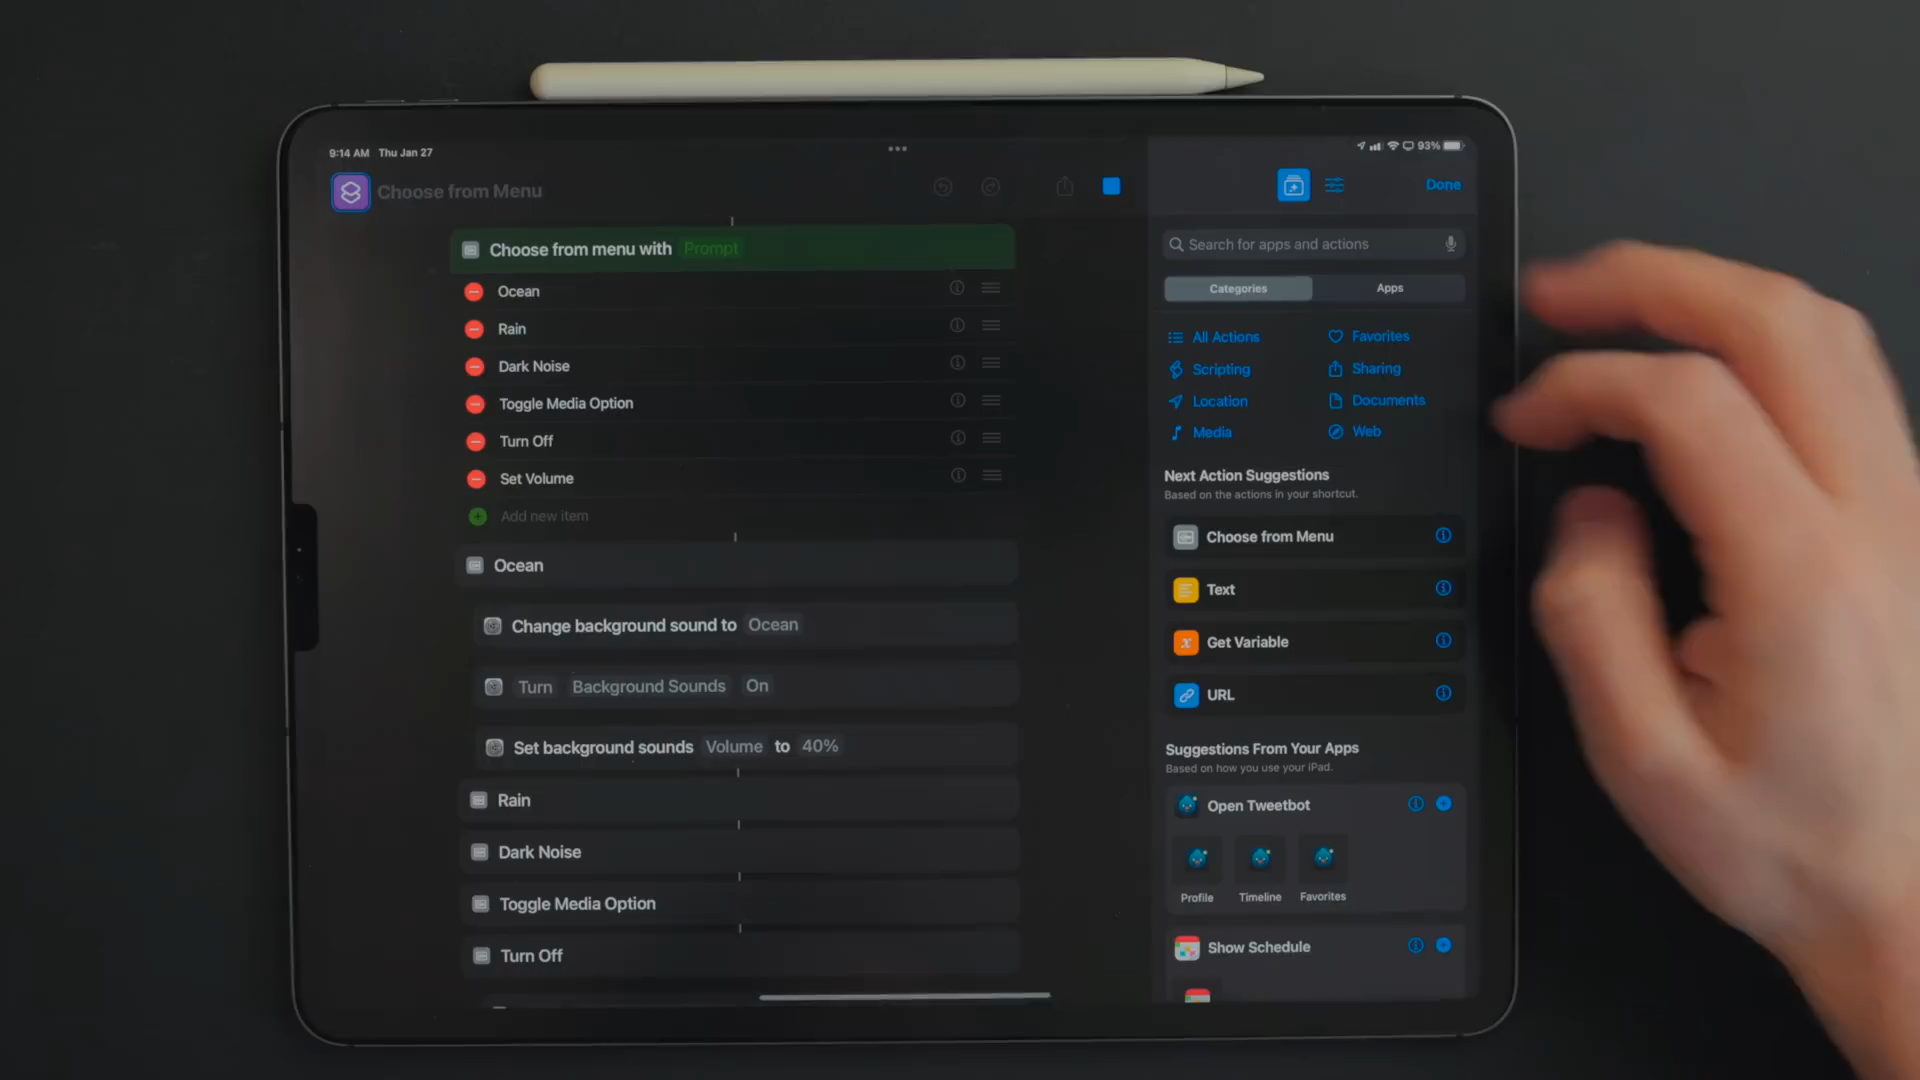 9:14 AM Thu Jan 27
93%
Choose from Menu
Done
Choose from menu with Prompt
Ocean
Rain
Dark Noise
Toggle Media Option
Turn Off
Set Volume
Add new item
Ocean
Change background sound to Ocean
Turn Background Sounds On
Set background sounds Volume to 40%
Rain
Dark Noise
Toggle Media Option
Turn Off
Search for apps and actions
Categories Apps
All Actions Favorites
Scripting Sharing
Location Documents
Media Web
Next Action Suggestions
Based on the actions in your shortcut.
Choose from Menu
Text
Get Variable
URL
Suggestions From Your Apps
Based on how you use your iPad.
Open Tweetbot
Profile Timeline Favorites
Show Schedule